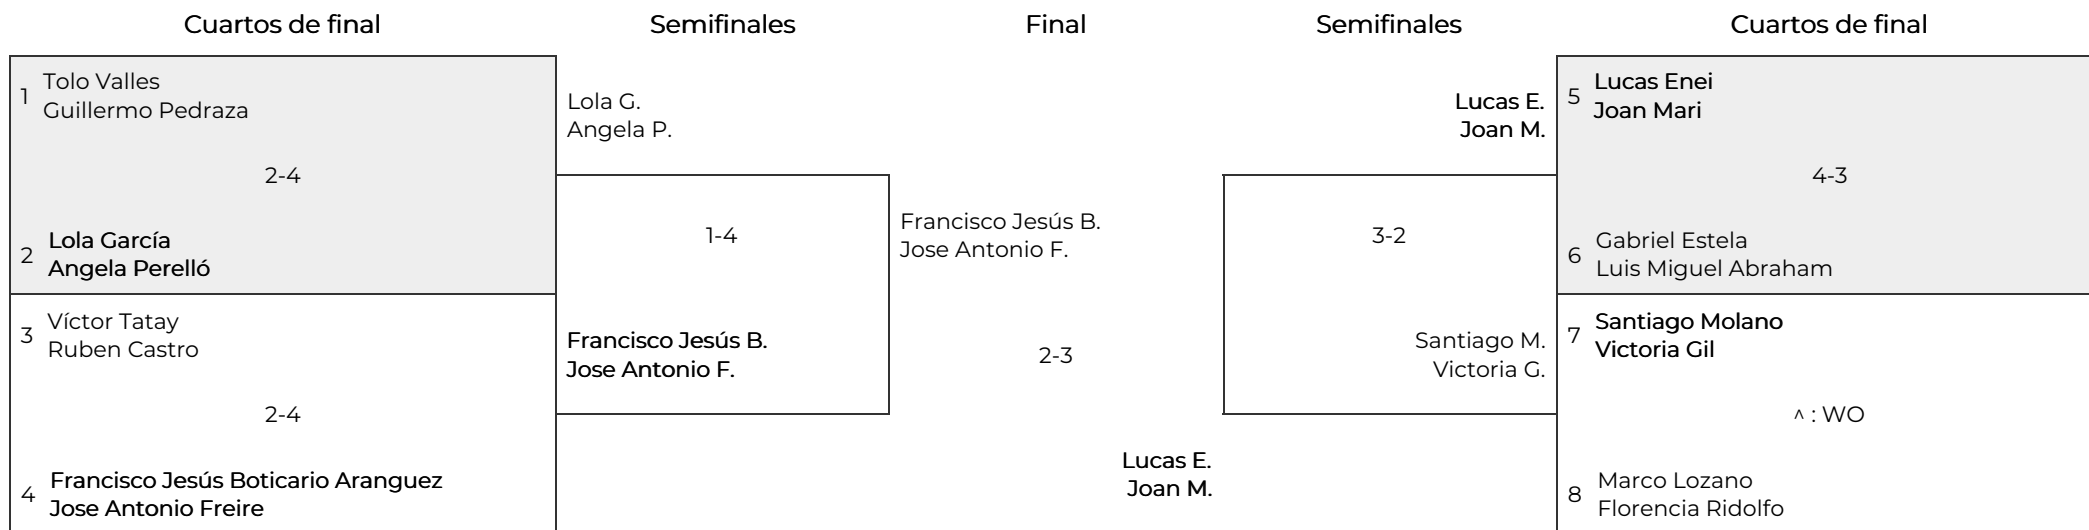 Cuartos de final
Semifinales
Final
Semifinales
Cuartos de final
1
Tolo Valles
Guillermo Pedraza
2-4
2
Lola García
Angela Perelló
3
Víctor Tatay
Ruben Castro
2-4
4
Francisco Jesús Boticario Aranguez
Jose Antonio Freire
Lola G.
Angela P.
1-4
Francisco Jesús B.
Jose Antonio F.
Francisco Jesús B.
Jose Antonio F.
2-3
Lucas E.
Joan M.
Lucas E.
Joan M.
3-2
Santiago M.
Victoria G.
5
Lucas Enei
Joan Mari
4-3
6
Gabriel Estela
Luis Miguel Abraham
7
Santiago Molano
Victoria Gil
^ : WO
8
Marco Lozano
Florencia Ridolfo